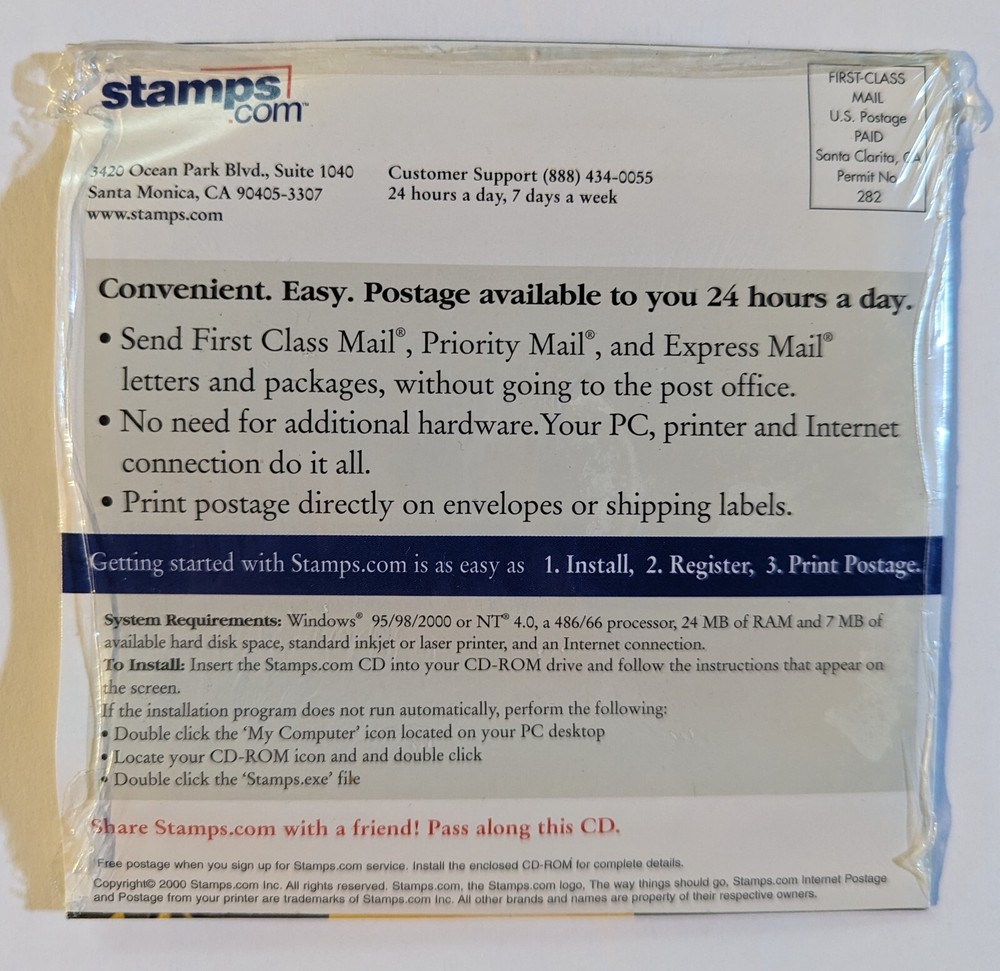 stamps
.com™
FIRST-CLASS
MAIL
U.S. Postage
PAID
Santa Clarita, CA
Permit No
282
3420 Ocean Park Blvd., Suite 1040
Santa Monica, CA 90405-3307
www.stamps.com
Customer Support (888) 434-0055
24 hours a day, 7 days a week
Convenient. Easy. Postage available to you 24 hours a day.
• Send First Class Mail®, Priority Mail®, and Express Mail®
letters and packages, without going to the post office.
• No need for additional hardware. Your PC, printer and Internet
connection do it all.
• Print postage directly on envelopes or shipping labels.
Getting started with Stamps.com is as easy as 1. Install, 2. Register, 3. Print Postage.
System Requirements: Windows® 95/98/2000 or NT® 4.0, a 486/66 processor, 24 MB of RAM and 7 MB of
available hard disk space, standard inkjet or laser printer, and an Internet connection.
To Install: Insert the Stamps.com CD into your CD-ROM drive and follow the instructions that appear on
the screen.
If the installation program does not run automatically, perform the following:
• Double click the ‘My Computer’ icon located on your PC desktop
• Locate your CD-ROM icon and and double click
• Double click the ‘Stamps.exe’ file
Share Stamps.com with a friend! Pass along this CD.
Free postage when you sign up for Stamps.com service. Install the enclosed CD-ROM for complete details.
Copyright© 2000 Stamps.com Inc. All rights reserved. Stamps.com, the Stamps.com logo, The way things should go, Stamps.com Internet Postage
and Postage from your printer are trademarks of Stamps.com Inc. All other brands and names are property of their respective owners.